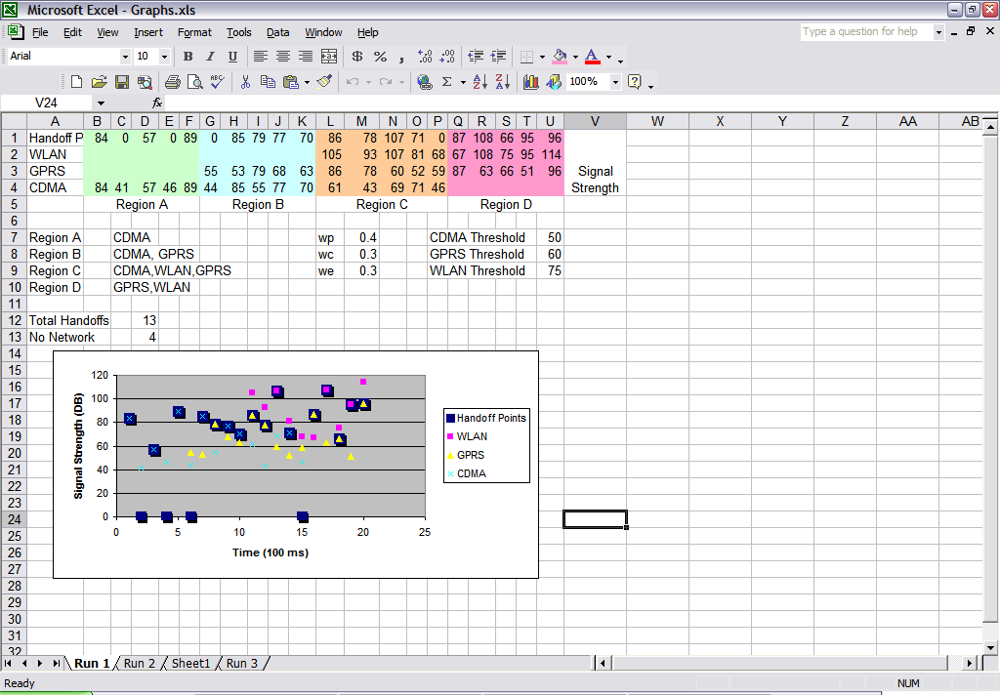 Microsoft Excel - Graphs.xls
File Edit View Insert Format Tools Data Window Help
Type a question for help
Arial 10 B I U $ % ,
100%
V24 fx
A B C D E F G H I J K L M N O P Q R S T U V W X Y Z AA AB
1 Handoff P 84 0 57 0 89 0 85 79 77 70 86 78 107 71 0 87 108 66 95 96
2 WLAN 105 93 107 81 68 67 108 75 95 114
3 GPRS 55 53 79 68 63 86 78 60 52 59 87 63 66 51 96 Signal
4 CDMA 84 41 57 46 89 44 85 55 77 70 61 43 69 71 46 Strength
5 Region A Region B Region C Region D
6
7 Region A CDMA wp 0.4 CDMA Threshold 50
8 Region B CDMA, GPRS wc 0.3 GPRS Threshold 60
9 Region C CDMA,WLAN,GPRS we 0.3 WLAN Threshold 75
10 Region D GPRS,WLAN
11
12 Total Handoffs 13
13 No Network 4
14
15
16
17
18
19
20
21
22
23
24
25
26
27
28
29
30
31
32
120
100
80
60
40
20
0
Signal Strength (DB)
0 5 10 15 20 25
Time (100 ms)
Handoff Points
WLAN
GPRS
CDMA
Run 1 Run 2 Sheet1 Run 3
Ready NUM